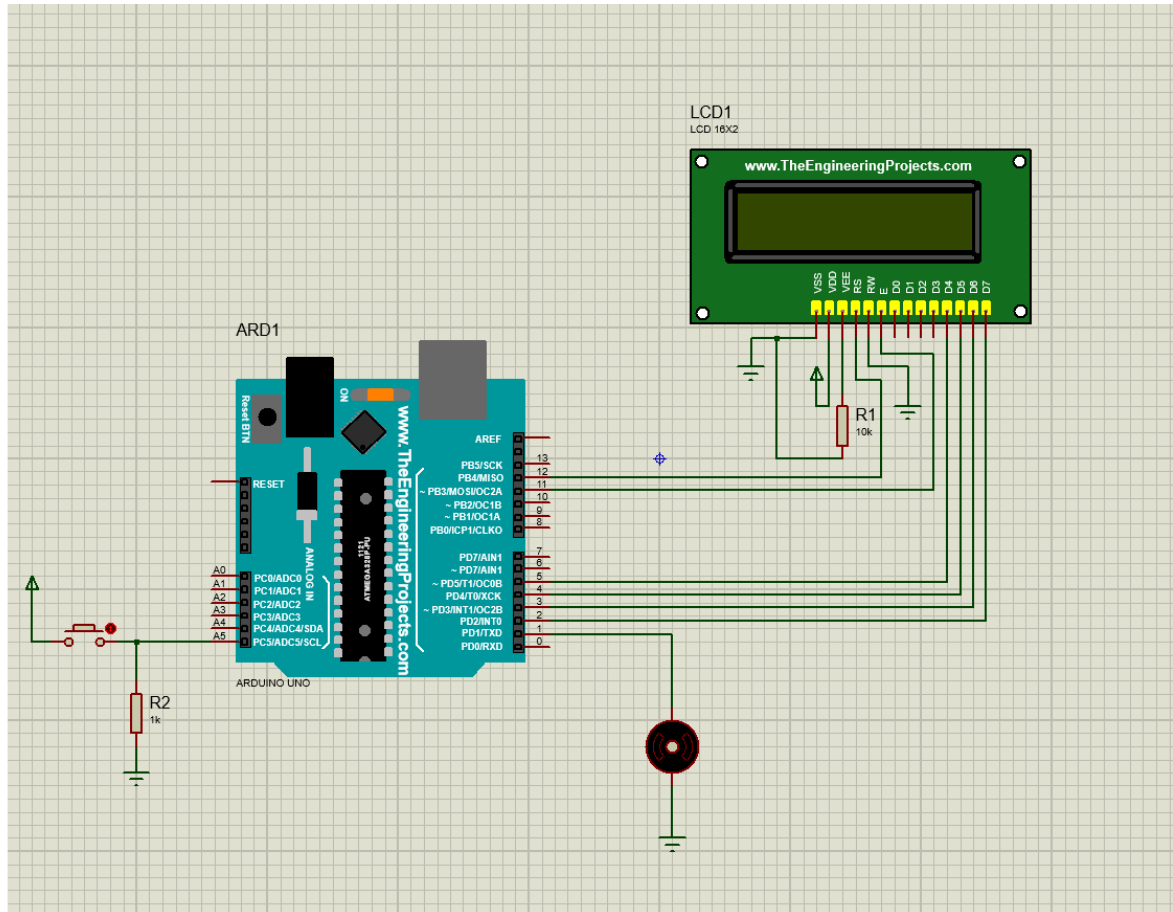 LCD1
LCD 16X2
www.TheEngineeringProjects.com
VSS
VDD
VEE
RS
RW
E
D0
D1
D2
D3
D4
D5
D6
D7
R1
10k
ARD1
Reset BTN
ON
www.TheEngineeringProjects.com
RESET
ANALOG IN
1121
AREF
PB5/SCK
13
PB4/MISO
12
~ PB3/MOSI/OC2A
11
~ PB2/OC1B
10
~ PB1/OC1A
9
PB0/ICP1/CLKO
8
PD7/AIN1
7
~ PD7/AIN1
6
~ PD5/T1/OC0B
5
PD4/T0/XCK
4
~ PD3/INT1/OC2B
3
PD2/INT0
2
PD1/TXD
1
PD0/RXD
0
A0
PC0/ADC0
A1
PC1/ADC1
A2
PC2/ADC2
A3
PC3/ADC3
A4
PC4/ADC4/SDA
A5
PC5/ADC5/SCL
ARDUINO UNO
R2
1k